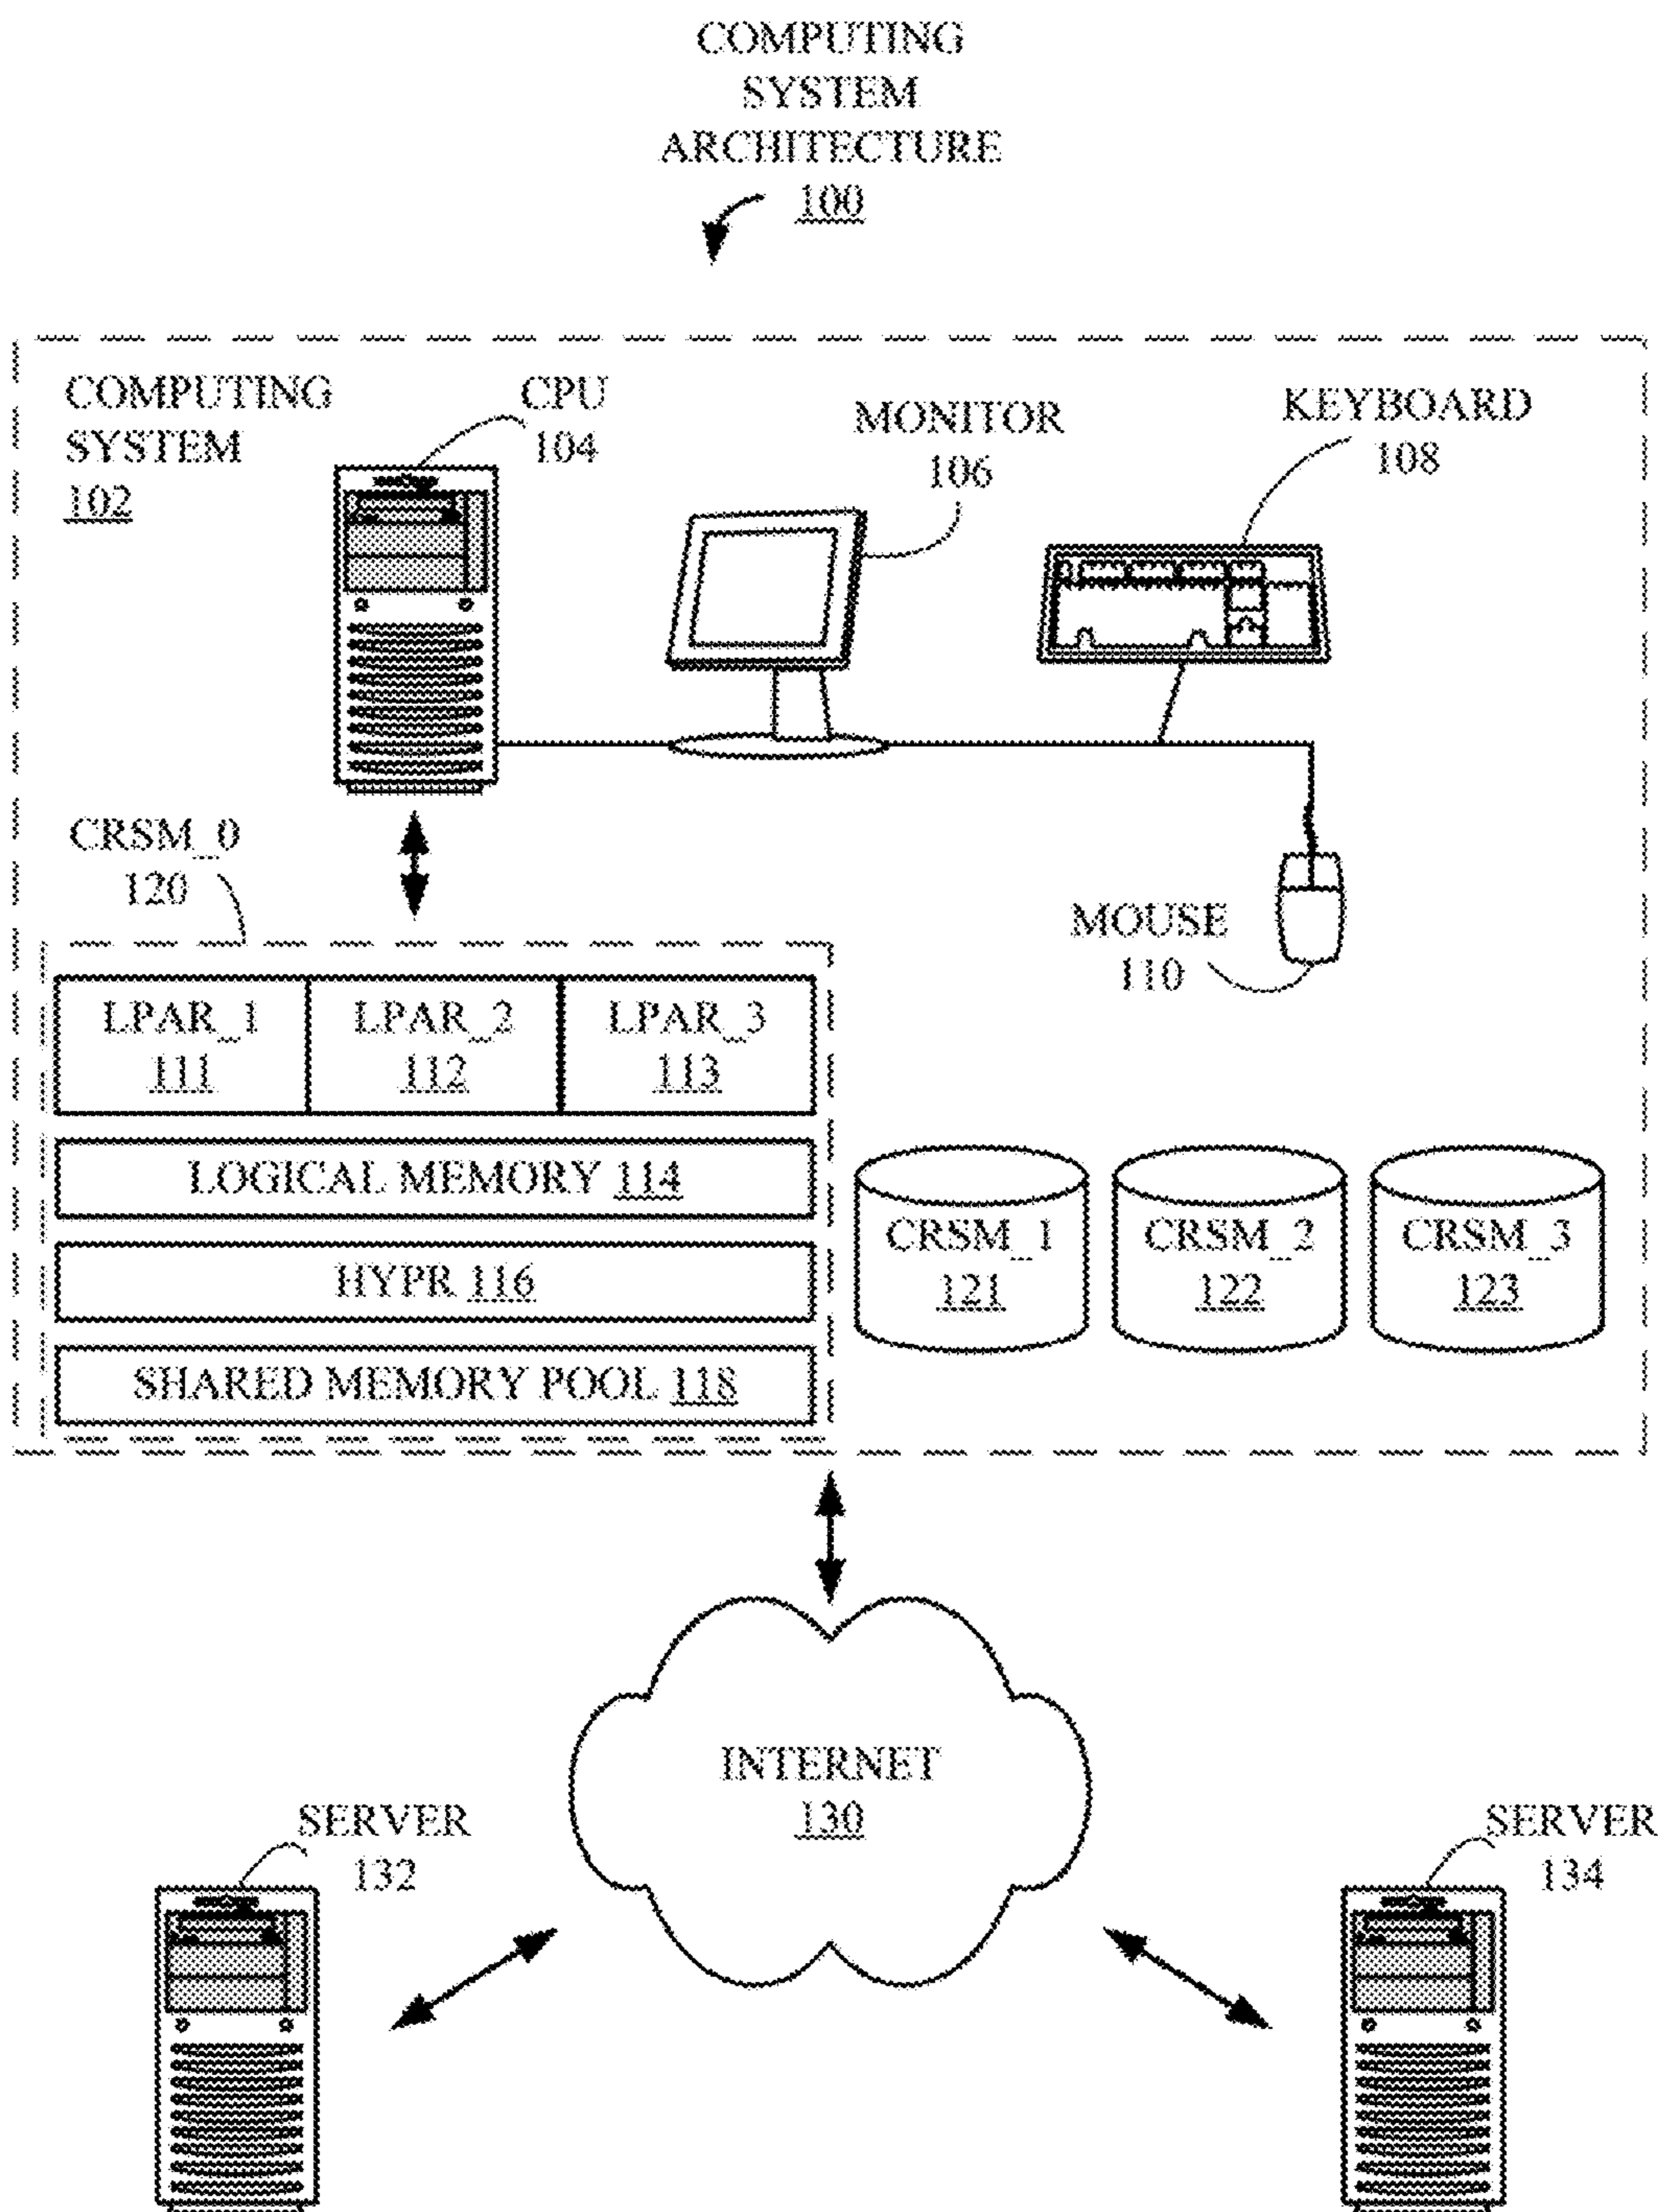 COMPUTING
SYSTEM
ARCHITECTURE
100
COMPUTING
SYSTEM
102
CPU
104
MONITOR
106
KEYBOARD
108
CRSM_0
120
MOUSE
110
LPAR_1
111
LPAR_2
112
LPAR_3
113
LOGICAL MEMORY 114
HYPR 116
SHARED MEMORY POOL 118
CRSM_1
121
CRSM_2
122
CRSM_3
123
INTERNET
130
SERVER
132
SERVER
134